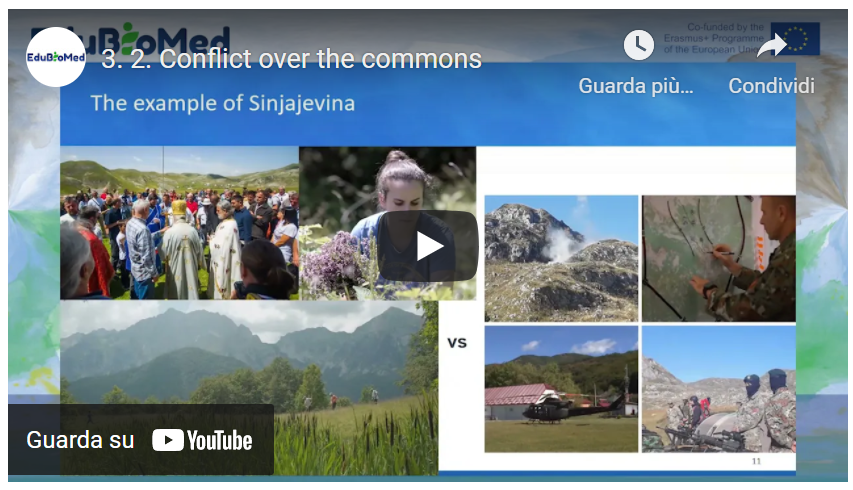 EduBioMed
EduBioMed
3. 2. Conflict over the commons
Co-funded by the
Erasmus+ Programme
of the European Union
Guarda più...
Condividi
The example of Sinjajevina
vs
Guarda su
YouTube
11